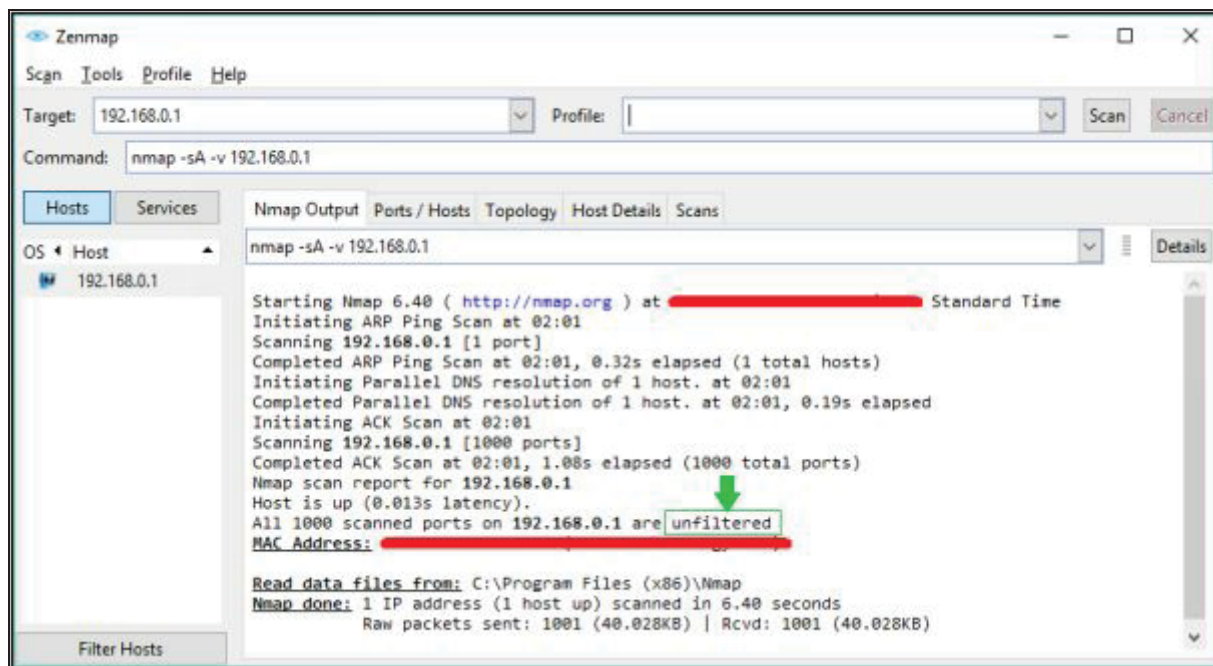 Zenmap
Scan Tools Profile Help
Target: 192.168.0.1 Profile: Scan Cancel
Command: nmap -sA -v 192.168.0.1
Hosts Services Nmap Output Ports / Hosts Topology Host Details Scans
OS Host nmap -sA -v 192.168.0.1 Details
192.168.0.1
Starting Nmap 6.40 ( http://nmap.org ) at Standard Time
Initiating ARP Ping Scan at 02:01
Scanning 192.168.0.1 [1 port]
Completed ARP Ping Scan at 02:01, 0.32s elapsed (1 total hosts)
Initiating Parallel DNS resolution of 1 host. at 02:01
Completed Parallel DNS resolution of 1 host. at 02:01, 0.19s elapsed
Initiating ACK Scan at 02:01
Scanning 192.168.0.1 [1000 ports]
Completed ACK Scan at 02:01, 1.08s elapsed (1000 total ports)
Nmap scan report for 192.168.0.1
Host is up (0.013s latency).
All 1000 scanned ports on 192.168.0.1 are unfiltered
MAC Address:
Read data files from: C:\Program Files (x86)\Nmap
Nmap done: 1 IP address (1 host up) scanned in 6.40 seconds
Raw packets sent: 1001 (40.028KB) | Rcvd: 1001 (40.028KB)
Filter Hosts